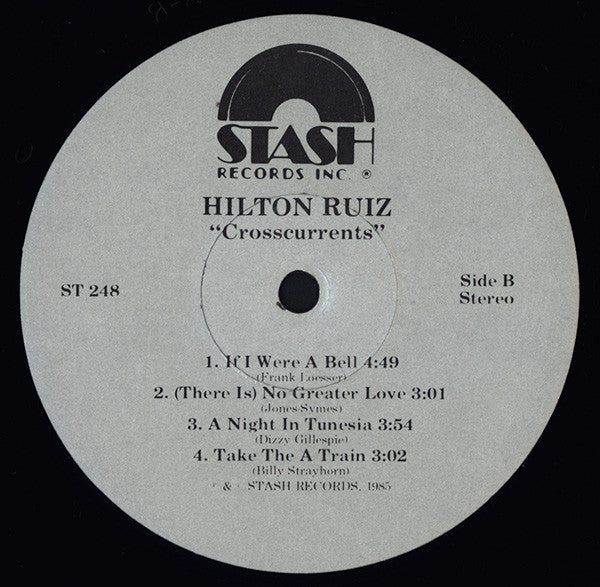 STASH
RECORDS INC. ®
HILTON RUIZ
"Crosscurrents"
ST 248
Side B
Stereo
1. If I Were A Bell 4:49
(Frank Loesser)
2. (There Is) No Greater Love 3:01
(Jones-Symes)
3. A Night In Tunesia 3:54
(Dizzy Gillespie)
4. Take The A Train 3:02
(Billy Strayhorn)
& STASH RECORDS, 1985